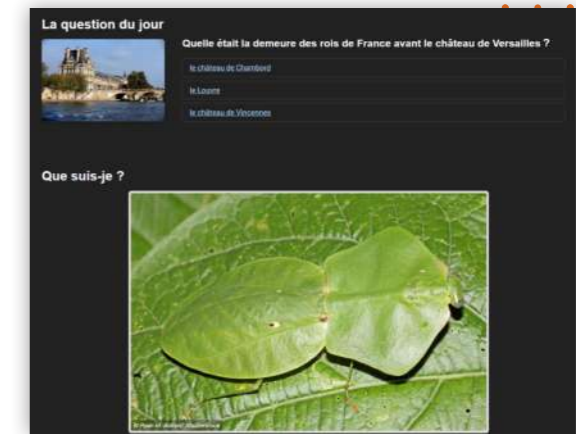 La question du jour
Quelle était la demeure des rois de France avant le château de Versailles ?
le château de Chambord
le Louvre
le château de Vincennes
Que suis-je ?